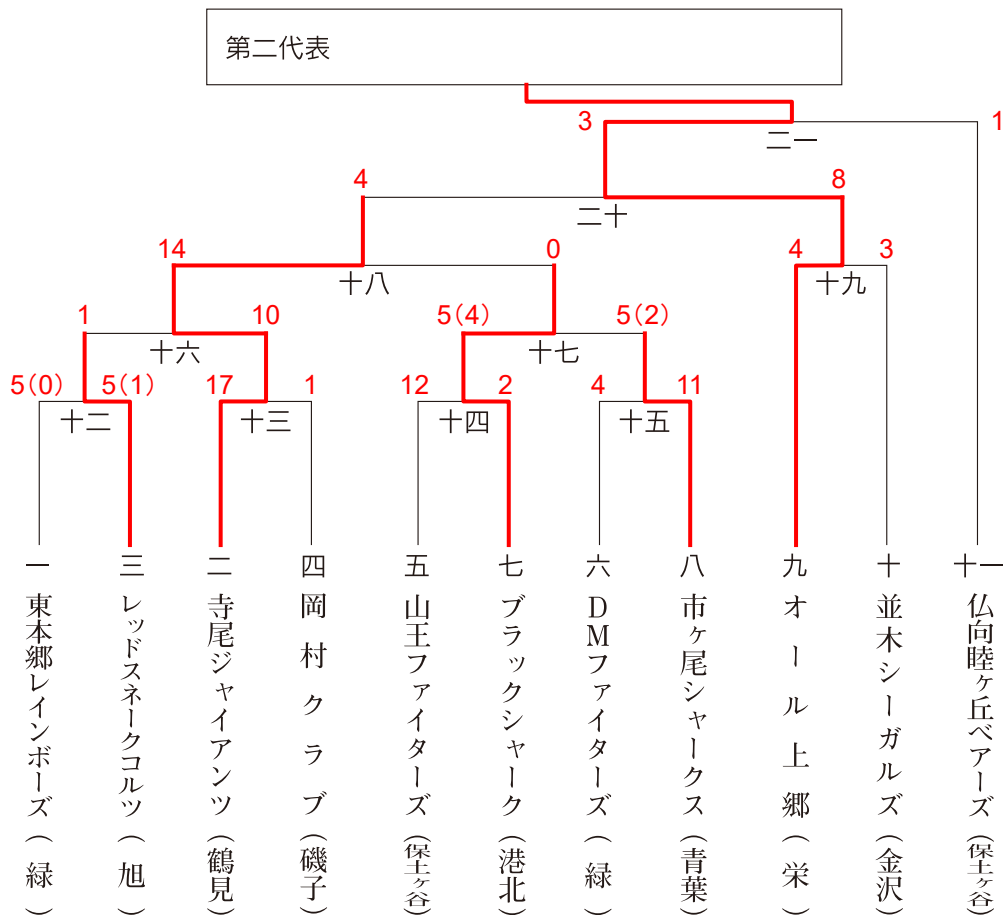 第二代表
3
1
二一
4
8
二十
14
0
4
3
十八
十九
1
10
5(4)
5(2)
十六
十七
5(0)
5(1)
17
1
12
2
4
11
十二
十三
十四
十五
一 東本郷レインボーズ(緑)
三 レッドスネークコルツ(旭)
二 寺尾ジャイアンツ(鶴見)
四 岡村クラブ(磯子)
五 山王ファイターズ(保土ヶ谷)
七 ブラックシャーク(港北)
六 DMファイターズ(緑)
八 市ヶ尾シャークス(青葉)
九 オール上郷(栄)
十 並木シーガルズ(金沢)
十一 仏向睦ヶ丘ベアーズ(保土ヶ谷)